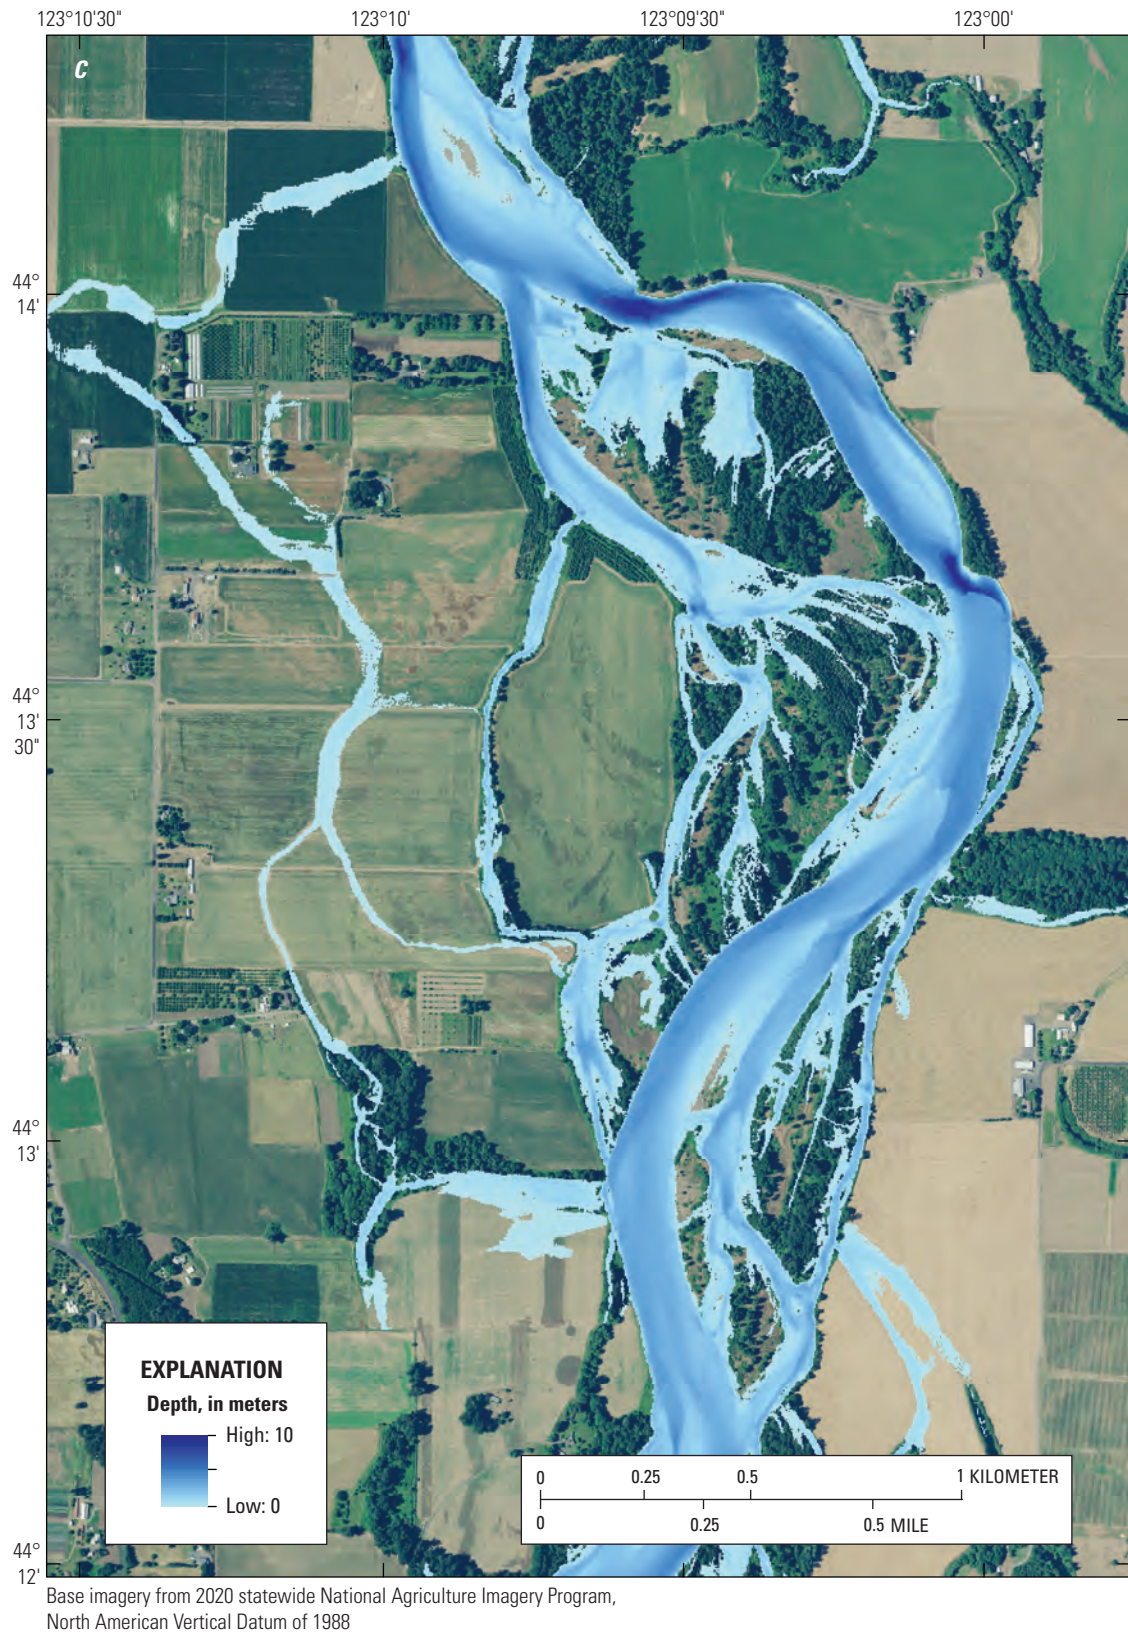 123°10'30"
123°10'
123°09'30"
123°00'
C
44°
14'
44°
13'
30"
44°
13'
44°
12'
EXPLANATION
Depth, in meters
High: 10
Low: 0
0
0.25
0.5
1 KILOMETER
0
0.25
0.5 MILE
Base imagery from 2020 statewide National Agriculture Imagery Program,
North American Vertical Datum of 1988